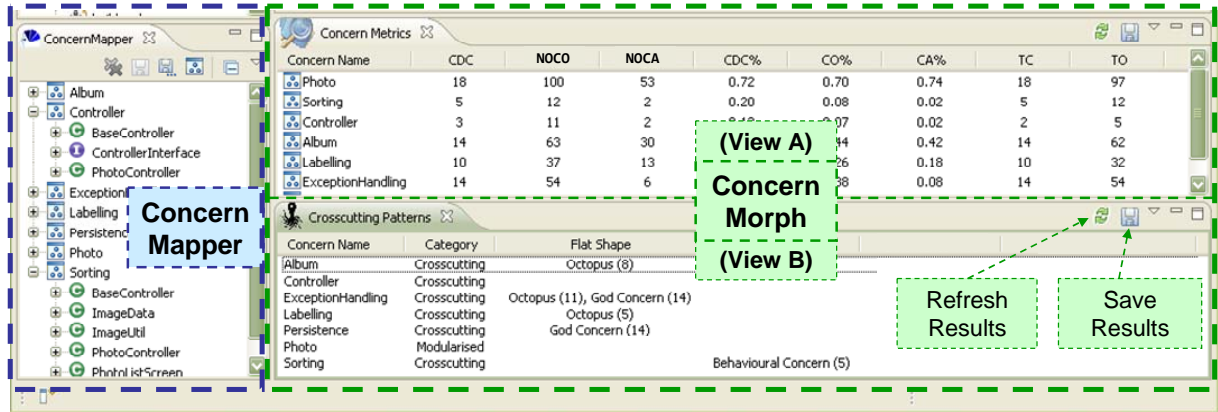 ConcernMapper
Album
Controller
BaseController
ControllerInterface
PhotoController
Labelling
Photo
Sorting
BaseController
ImageData
ImageUtil
PhotoController
PhotoListScreen
Concern
Mapper
Concern Metrics
Concern Name CDC NOCO NOCA CDC% CO% CA% TC TO
Photo 18 100 53 0.72 0.70 0.74 18 97
Sorting 5 12 2 0.20 0.08 0.02 5 12
Controller 3 11 2 0.02 2 5
Album 14 63 30 0.42 14 62
Labelling 10 37 13 0.18 10 32
ExceptionHandling 14 54 6 0.08 14 54
(View A)
Concern
Morph
(View B)
Crosscutting Patterns
Concern Name Category Flat Shape
Album Crosscutting Octopus (8)
Controller Crosscutting
ExceptionHandling Crosscutting Octopus (11), God Concern (14)
Labelling Crosscutting Octopus (5)
Persistence Crosscutting God Concern (14)
Photo Modularised
Sorting Crosscutting Behavioural Concern (5)
Refresh
Results
Save
Results